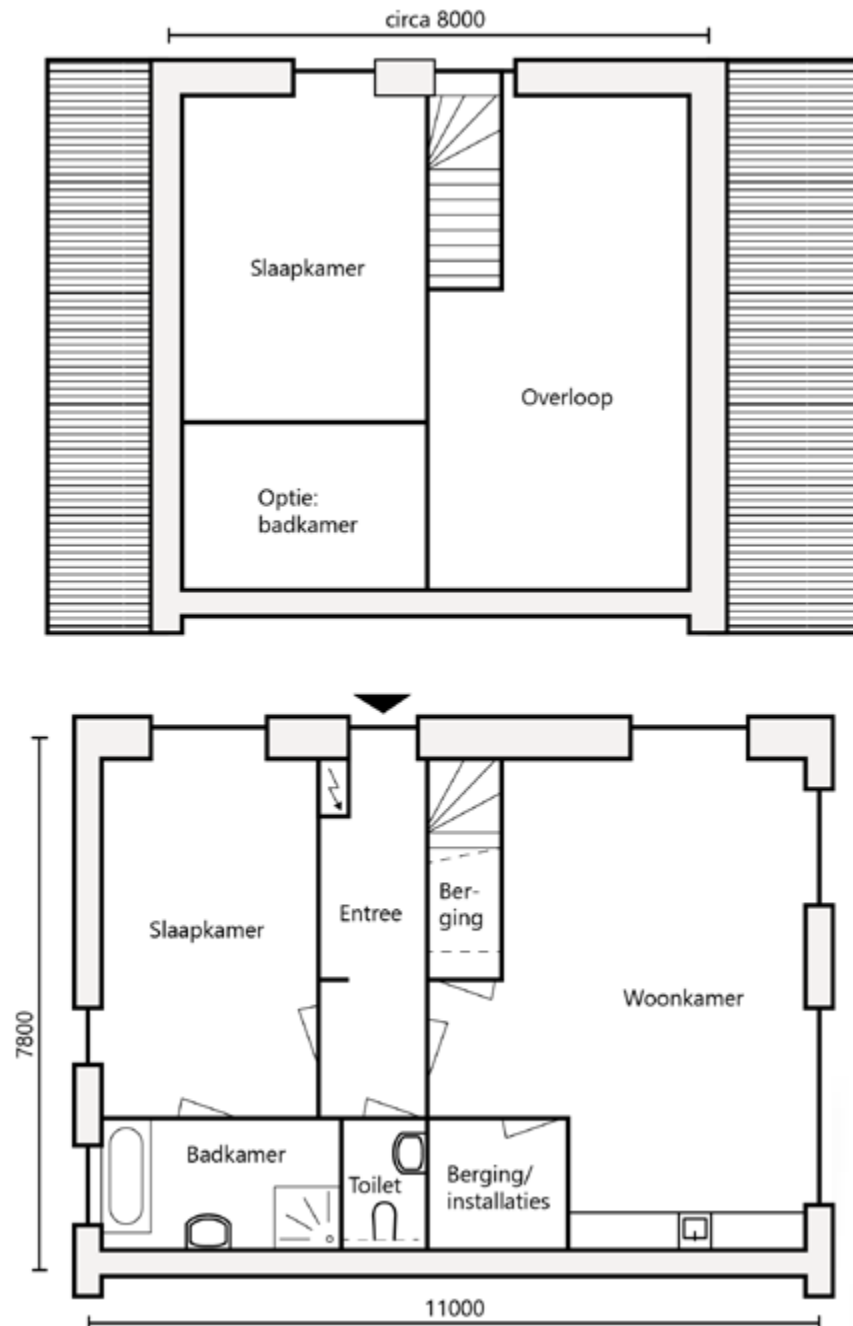 circa 8000
Slaapkamer
Overloop
Optie:
badkamer
Ber-
ging
Entree
Slaapkamer
Woonkamer
7800
Badkamer
Toilet
Berging/
installaties
11000